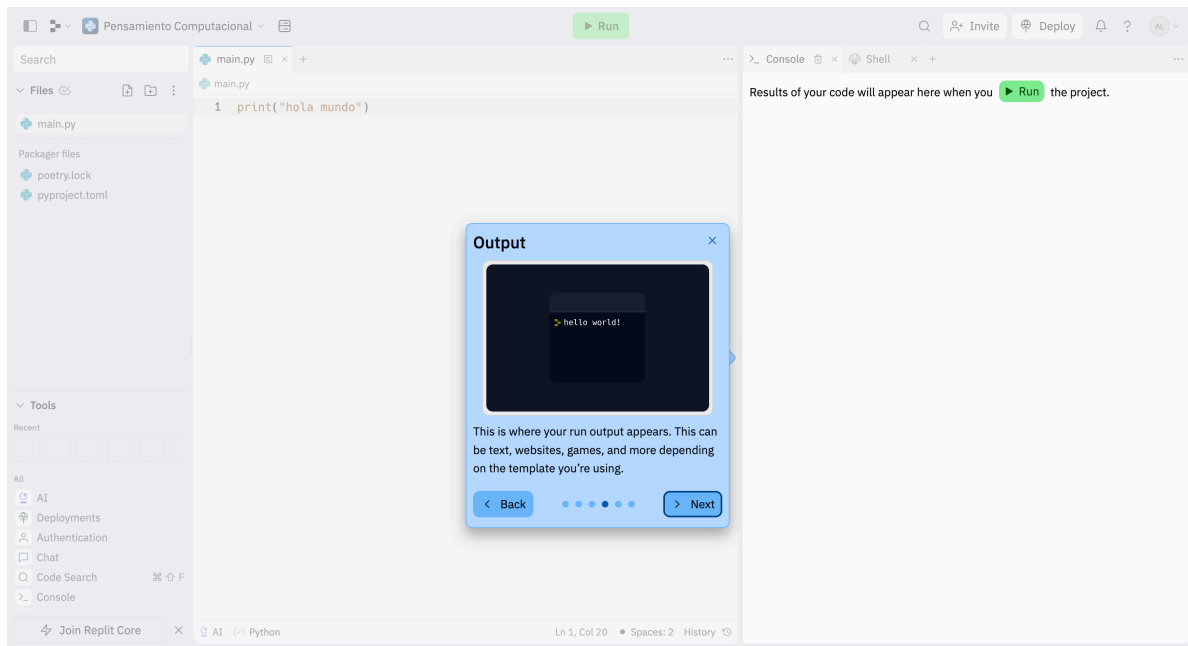 Pensamiento Computacional
Run
Invite
Deploy
AL
Search
Files
main.py
Packager files
poetry.lock
pyproject.toml
Tools
Recent
All
AI
Deployments
Authentication
Chat
Code Search ⌘ ⇧ F
Console
Join Replit Core
main.py
main.py
1 print("hola mundo")
Output
hello world!
This is where your run output appears. This can
be text, websites, games, and more depending
on the template you’re using.
Back
Next
AI
Python
Ln 1, Col 20
Spaces: 2
History
Console
Shell
Results of your code will appear here when you Run the project.